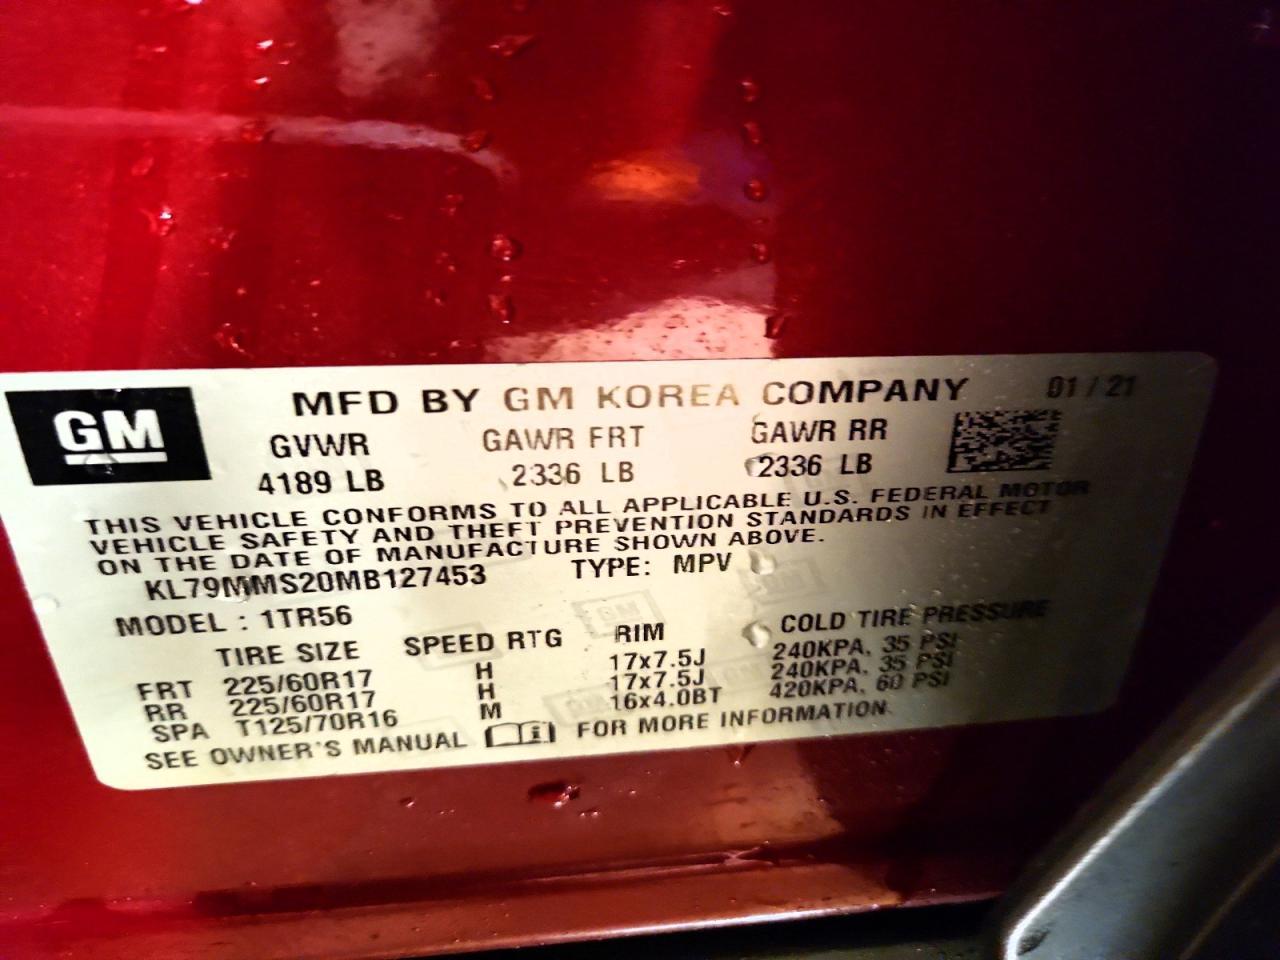 GM
MFD BY GM KOREA COMPANY 01 / 21
GVWR GAWR FRT GAWR RR
4189 LB 2336 LB 2336 LB
THIS VEHICLE CONFORMS TO ALL APPLICABLE U.S. FEDERAL MOTOR
VEHICLE SAFETY AND THEFT PREVENTION STANDARDS IN EFFECT
ON THE DATE OF MANUFACTURE SHOWN ABOVE.
KL79MMS20MB127453 TYPE: MPV
MODEL : 1TR56
TIRE SIZE SPEED RTG RIM COLD TIRE PRESSURE
FRT 225/60R17 H 17x7.5J 240KPA, 35 PSI
RR 225/60R17 H 17x7.5J 240KPA, 35 PSI
SPA T125/70R16 M 16x4.0BT 420KPA, 60 PSI
SEE OWNER'S MANUAL i FOR MORE INFORMATION.